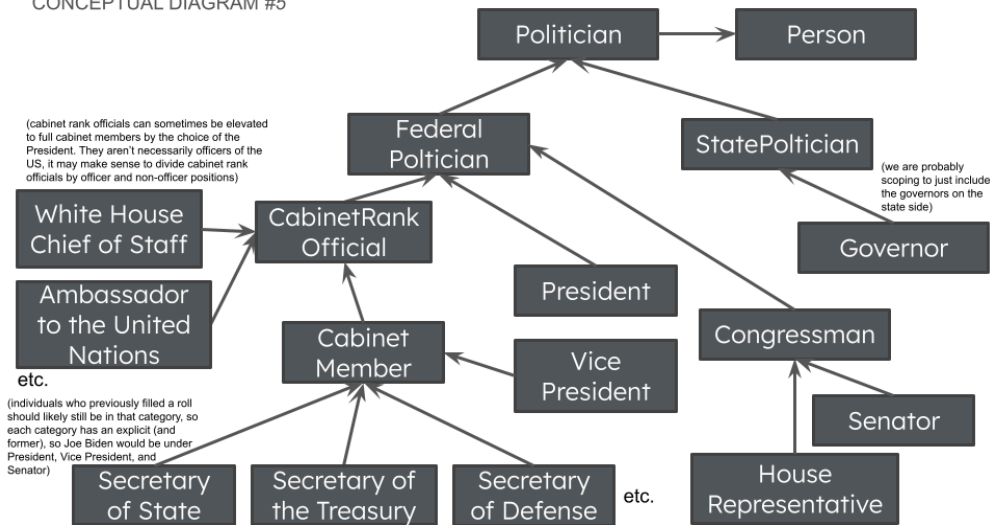 CONCEPTUAL DIAGRAM #5
Politician
Person
(cabinet rank officials can sometimes be elevated
to full cabinet members by the choice of the
President. They aren't necessarily officers of the
US, it may make sense to divide cabinet rank
officials by officer and non-officer positions)
Federal
Poltician
StatePoltician
(we are probably
scoping to just include
the governors on the
state side)
White House
Chief of Staff
CabinetRank
Official
Governor
President
Ambassador
to the United
Nations
etc.
Cabinet
Member
Vice
President
Congressman
Senator
(individuals who previously filled a roll
should likely still be in that category, so
each category has an explicit (and
former), so Joe Biden would be under
President, Vice President, and
Senator)
Secretary
of State
Secretary of
the Treasury
Secretary
of Defense
etc.
House
Representative